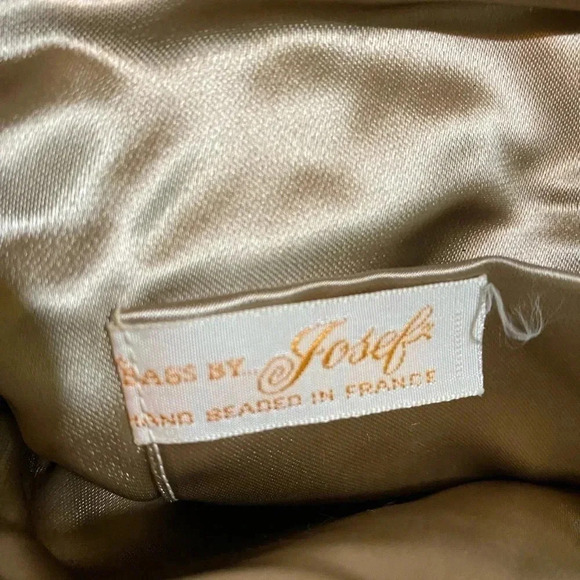 BAGS BY.. Josef
HAND BEADED IN FRANCE